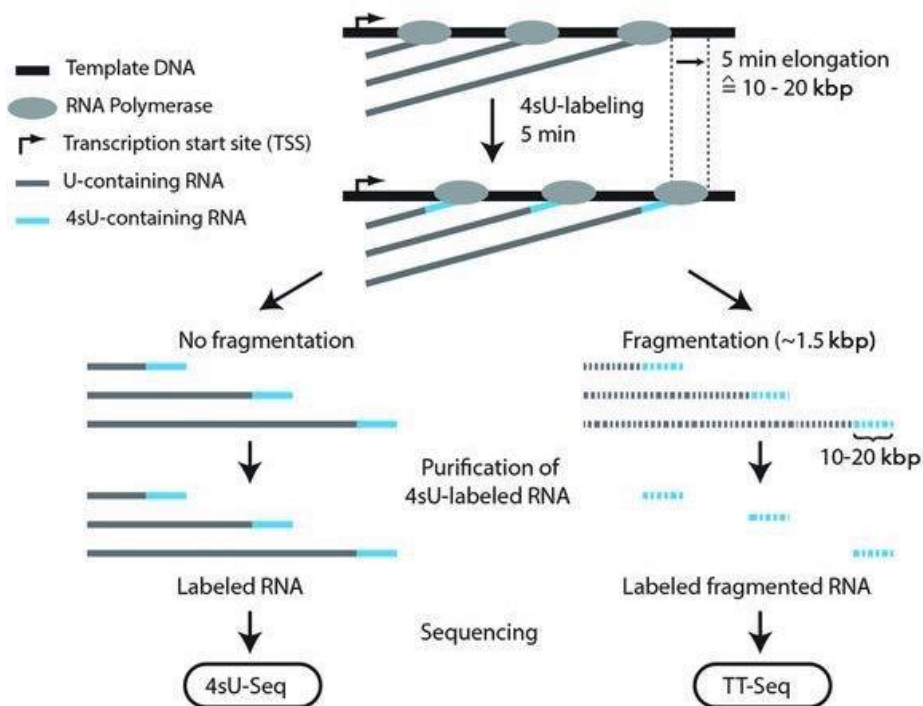 Template DNA
RNA Polymerase
Transcription start site (TSS)
U-containing RNA
4sU-containing RNA
5 min elongation
≙ 10 - 20 kbp
4sU-labeling
5 min
No fragmentation
Fragmentation (~1.5 kbp)
10-20 kbp
Purification of
4sU-labeled RNA
Labeled RNA
Labeled fragmented RNA
Sequencing
4sU-Seq
TT-Seq